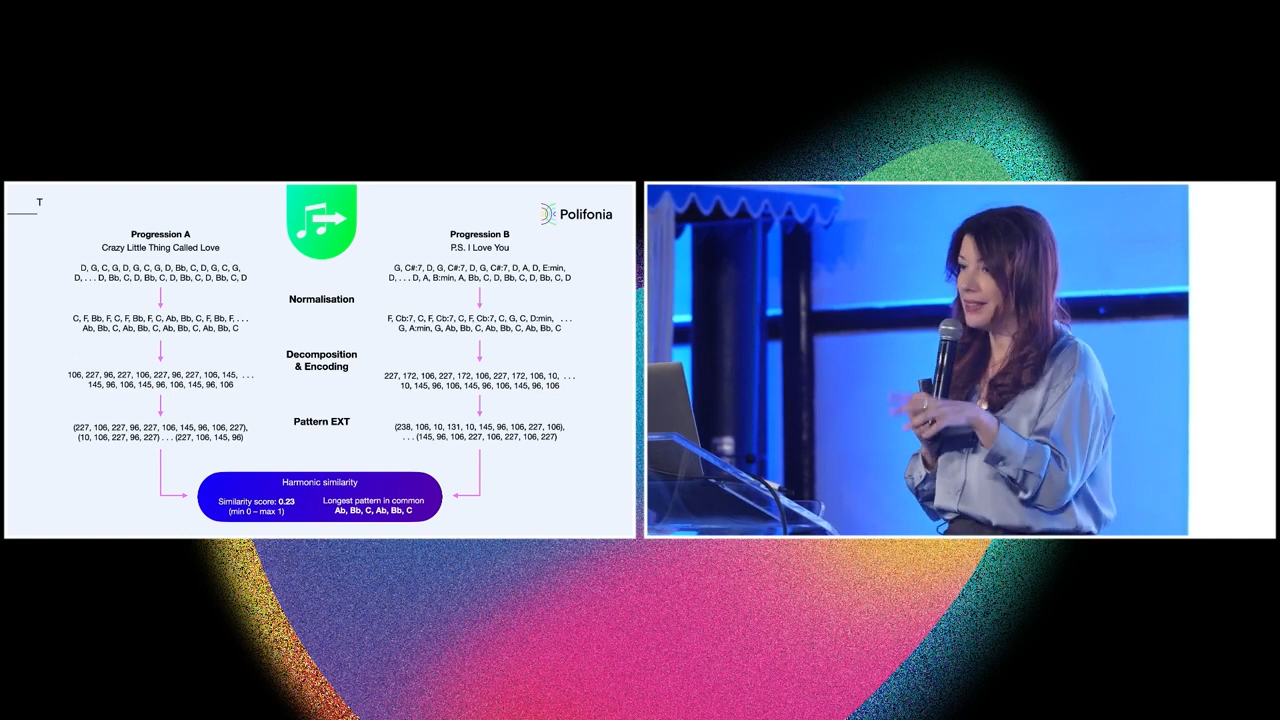 T
Polifonia
Progression A
Crazy Little Thing Called Love
D, G, C, G, D, G, C, G, D, Bb, C, D, G, C, G,
D, . . . D, Bb, C, D, Bb, C, D, Bb, C, D, Bb, C, D
Progression B
P.S. I Love You
G, C#:7, D, G, C#:7, D, G, C#:7, D, A, D, E:min,
D, . . . D, A, B:min, A, Bb, C, D, Bb, C, D, Bb, C, D
Normalisation
C, F, Bb, F, C, F, Bb, F, C, Ab, Bb, C, F, Bb, F, . . .
Ab, Bb, C, Ab, Bb, C, Ab, Bb, C, Ab, Bb, C
F, Cb:7, C, F, Cb:7, C, F, Cb:7, C, G, C, D:min, . . .
G, A:min, G, Ab, Bb, C, Ab, Bb, C, Ab, Bb, C
Decomposition
& Encoding
106, 227, 96, 227, 106, 227, 96, 227, 106, 145, . . .
145, 96, 106, 145, 96, 106, 145, 96, 106
227, 172, 106, 227, 172, 106, 227, 172, 106, 10, . . .
10, 145, 96, 106, 145, 96, 106, 145, 96, 106
Pattern EXT
(227, 106, 227, 96, 227, 106, 145, 96, 106, 227),
(10, 106, 227, 96, 227) . . . (227, 106, 145, 96)
(238, 106, 10, 131, 10, 145, 96, 106, 227, 106),
. . . (145, 96, 106, 227, 106, 227, 106, 227)
Harmonic similarity
Similarity score: 0.23
(min 0 – max 1)
Longest pattern in common
Ab, Bb, C, Ab, Bb, C